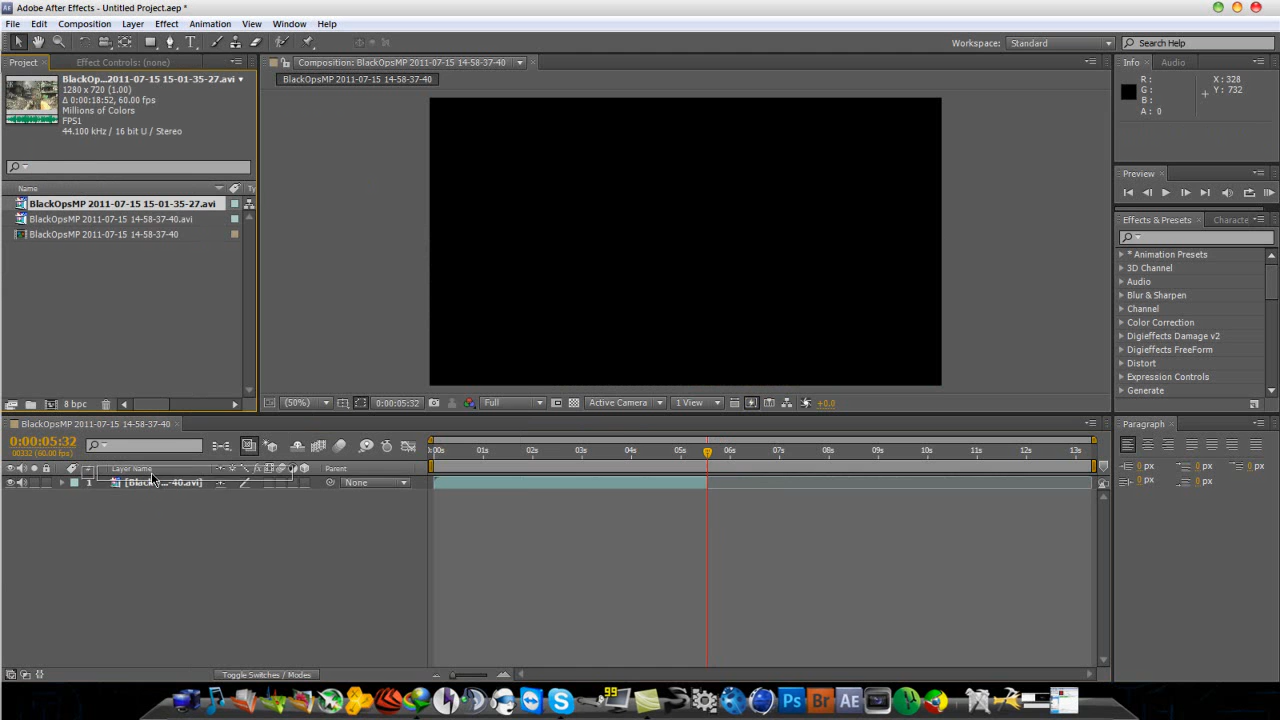 Adobe After Effects - Untitled Project.aep *
File Edit Composition Layer Effect Animation View Window Help
Workspace: Standard
Search Help
Project
Effect Controls: (none)
Composition: BlackOpsMP 2011-07-15 14-58-37-40
Info
Audio
BlackOp...2011-07-15 15-01-35-27.avi
1280 x 720 (1.00)
Δ 0:00:18:52, 60.00 fps
Millions of Colors
FPS1
44.100 kHz / 16 bit U / Stereo
BlackOpsMP 2011-07-15 14-58-37-40
R :
G :
B :
A : 0
X : 328
Y : 732
Preview
Name
Ty
BlackOpsMP 2011-07-15 15-01-35-27.avi
BlackOpsMP 2011-07-15 14-58-37-40.avi
BlackOpsMP 2011-07-15 14-58-37-40
Effects & Presets
Characte
* Animation Presets
3D Channel
Audio
Blur & Sharpen
Channel
Color Correction
Digieffects Damage v2
Digieffects FreeForm
Distort
Expression Controls
Generate
8 bpc
(50%)
0:00:05:32
Full
Active Camera
1 View
+0.0
BlackOpsMP 2011-07-15 14-58-37-40
Paragraph
0:00:05:32
00332 (60.00 fps)
:00s 01s 02s 03s 04s 05s 06s 07s 08s 09s 10s 11s 12s 13s
Layer Name
Parent
1
-40.avi]
None
0 px
0 px
0 px
0 px
0 px
Toggle Switches / Modes
99
Ps
Br
AE